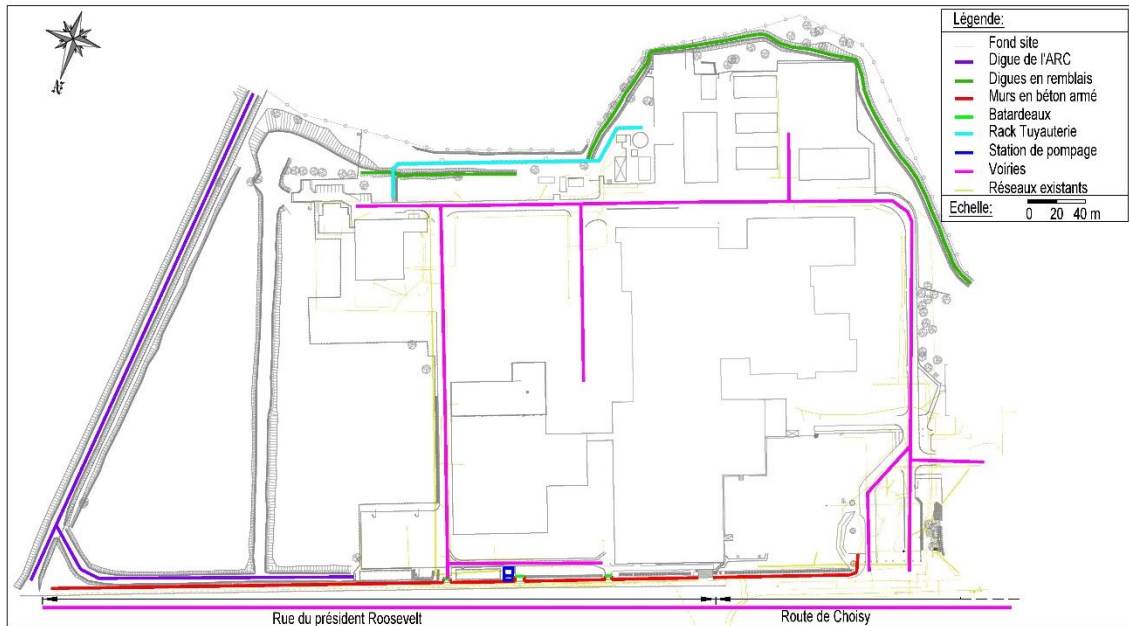 Légende:
Fond site
Digue de l'ARC
Digues en remblais
Murs en béton armé
Batardeaux
Rack Tuyauterie
Station de pompage
Voiries
Réseaux existants
Echelle:
0 20 40 m
Rue du président Roosevelt
Route de Choisy